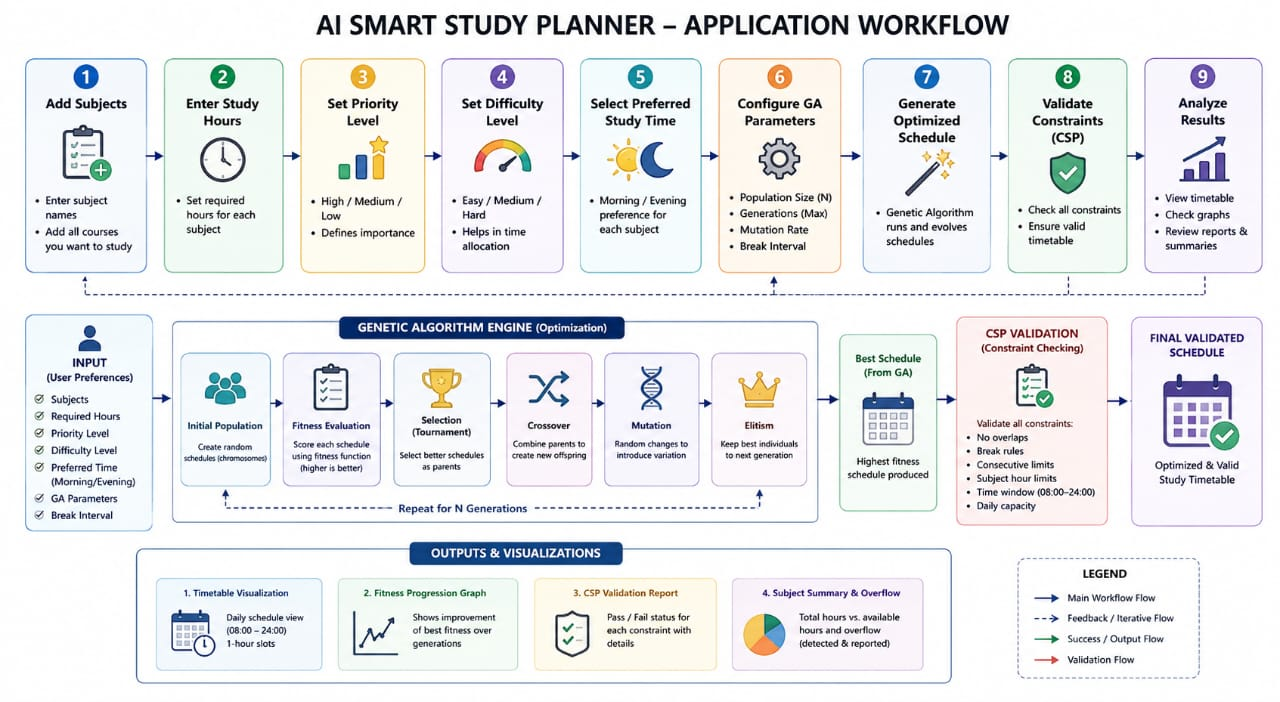 AI SMART STUDY PLANNER – APPLICATION WORKFLOW
1
Add Subjects
• Enter subject
names
• Add all courses
you want to study
2
Enter Study
Hours
• Set required
hours for each
subject
3
Set Priority
Level
• High / Medium /
Low
• Defines importance
4
Set Difficulty
Level
• Easy / Medium /
Hard
• Helps in time
allocation
5
Select Preferred
Study Time
• Morning / Evening
preference for
each subject
6
Configure GA
Parameters
• Population Size (N)
• Generations (Max)
• Mutation Rate
• Break Interval
7
Generate
Optimized
Schedule
• Genetic Algorithm
runs and evolves
schedules
8
Validate
Constraints
(CSP)
• Check all constraints
• Ensure valid
timetable
9
Analyze
Results
• View timetable
• Check graphs
• Review reports &
summaries
INPUT
(User Preferences)
Subjects
Required Hours
Priority Level
Difficulty Level
Preferred Time
(Morning/Evening)
GA Parameters
Break Interval
GENETIC ALGORITHM ENGINE (Optimization)
Initial Population
Create random
schedules (chromosomes)
Fitness Evaluation
Score each schedule
using fitness function
(higher is better)
Selection
(Tournament)
Select better schedules
as parents
Crossover
Combine parents to
create new offspring
Mutation
Random changes to
introduce variation
Elitism
Keep best individuals
to next generation
Repeat for N Generations
Best Schedule
(From GA)
Highest fitness
schedule produced
CSP VALIDATION
(Constraint Checking)
Validate all constraints:
• No overlaps
• Break rules
• Consecutive limits
• Subject hour limits
• Time window (08:00–24:00)
• Daily capacity
FINAL VALIDATED
SCHEDULE
Optimized & Valid
Study Timetable
OUTPUTS & VISUALIZATIONS
1. Timetable Visualization
Daily schedule view
(08:00 – 24:00)
1-hour slots
2. Fitness Progression Graph
Shows improvement
of best fitness over
generations
3. CSP Validation Report
Pass / Fail status for
each constraint with
details
4. Subject Summary & Overflow
Total hours vs. available
hours and overflow
(detected & reported)
LEGEND
Main Workflow Flow
Feedback / Iterative Flow
Success / Output Flow
Validation Flow